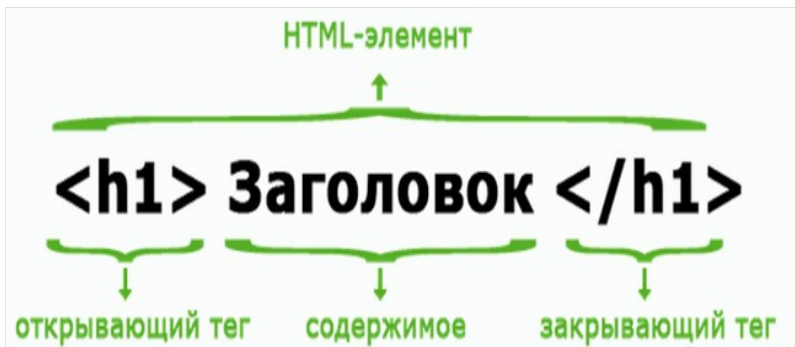 HTML-элемент
<h1> Заголовок </h1>
открывающий тег содержимое закрывающий тег